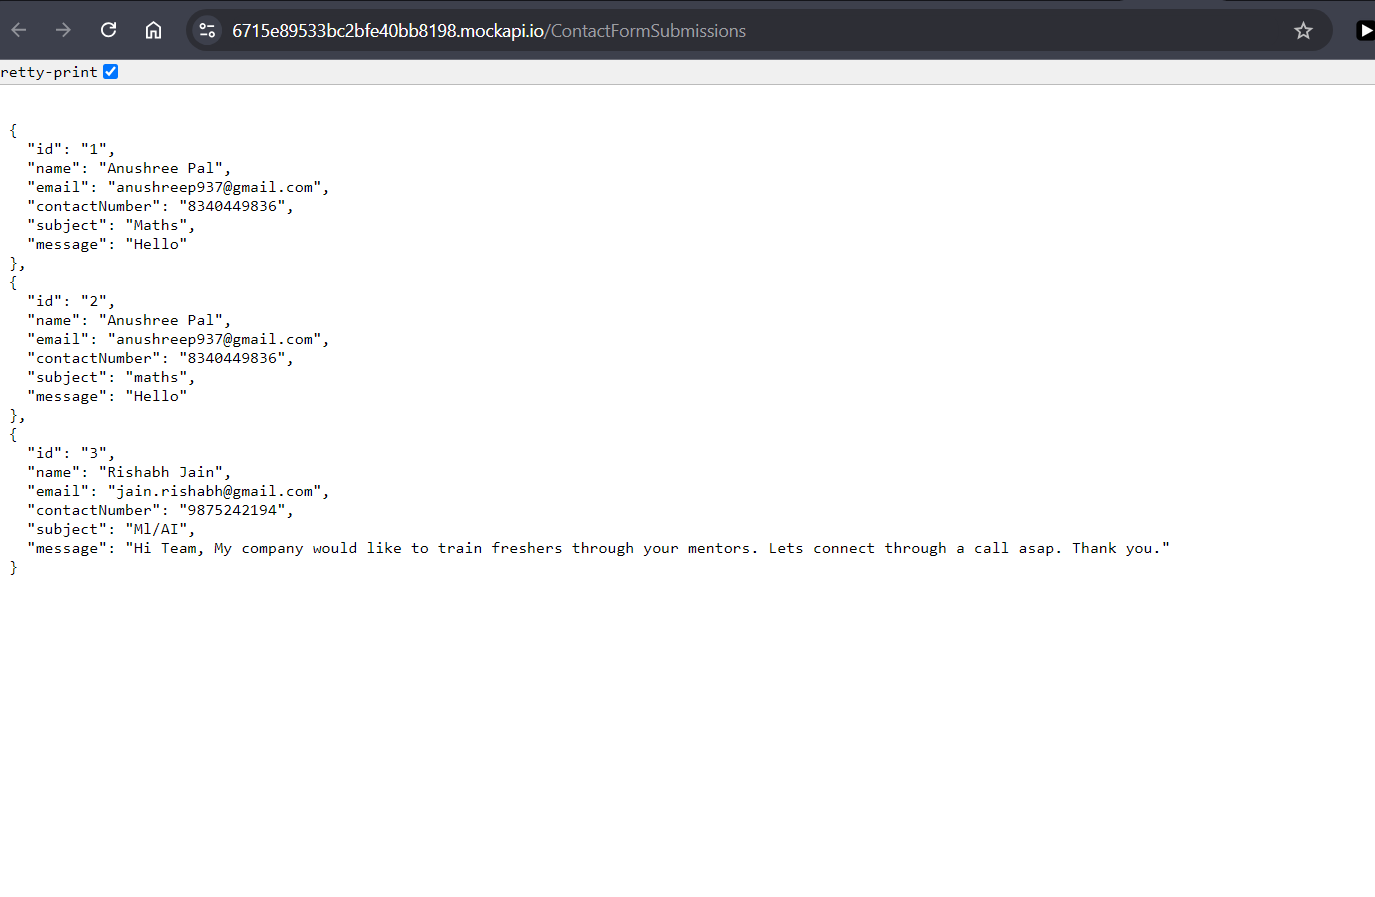 6715e89533bc2bfe40bb8198.mockapi.io/ContactFormSubmissions
retty-print
{
"id": "1",
"name": "Anushree Pal",
"email": "anushreep937@gmail.com",
"contactNumber": "8340449836",
"subject": "Maths",
"message": "Hello"
},
{
"id": "2",
"name": "Anushree Pal",
"email": "anushreep937@gmail.com",
"contactNumber": "8340449836",
"subject": "maths",
"message": "Hello"
},
{
"id": "3",
"name": "Rishabh Jain",
"email": "jain.rishabh@gmail.com",
"contactNumber": "9875242194",
"subject": "Ml/AI",
"message": "Hi Team, My company would like to train freshers through your mentors. Lets connect through a call asap. Thank you."
}